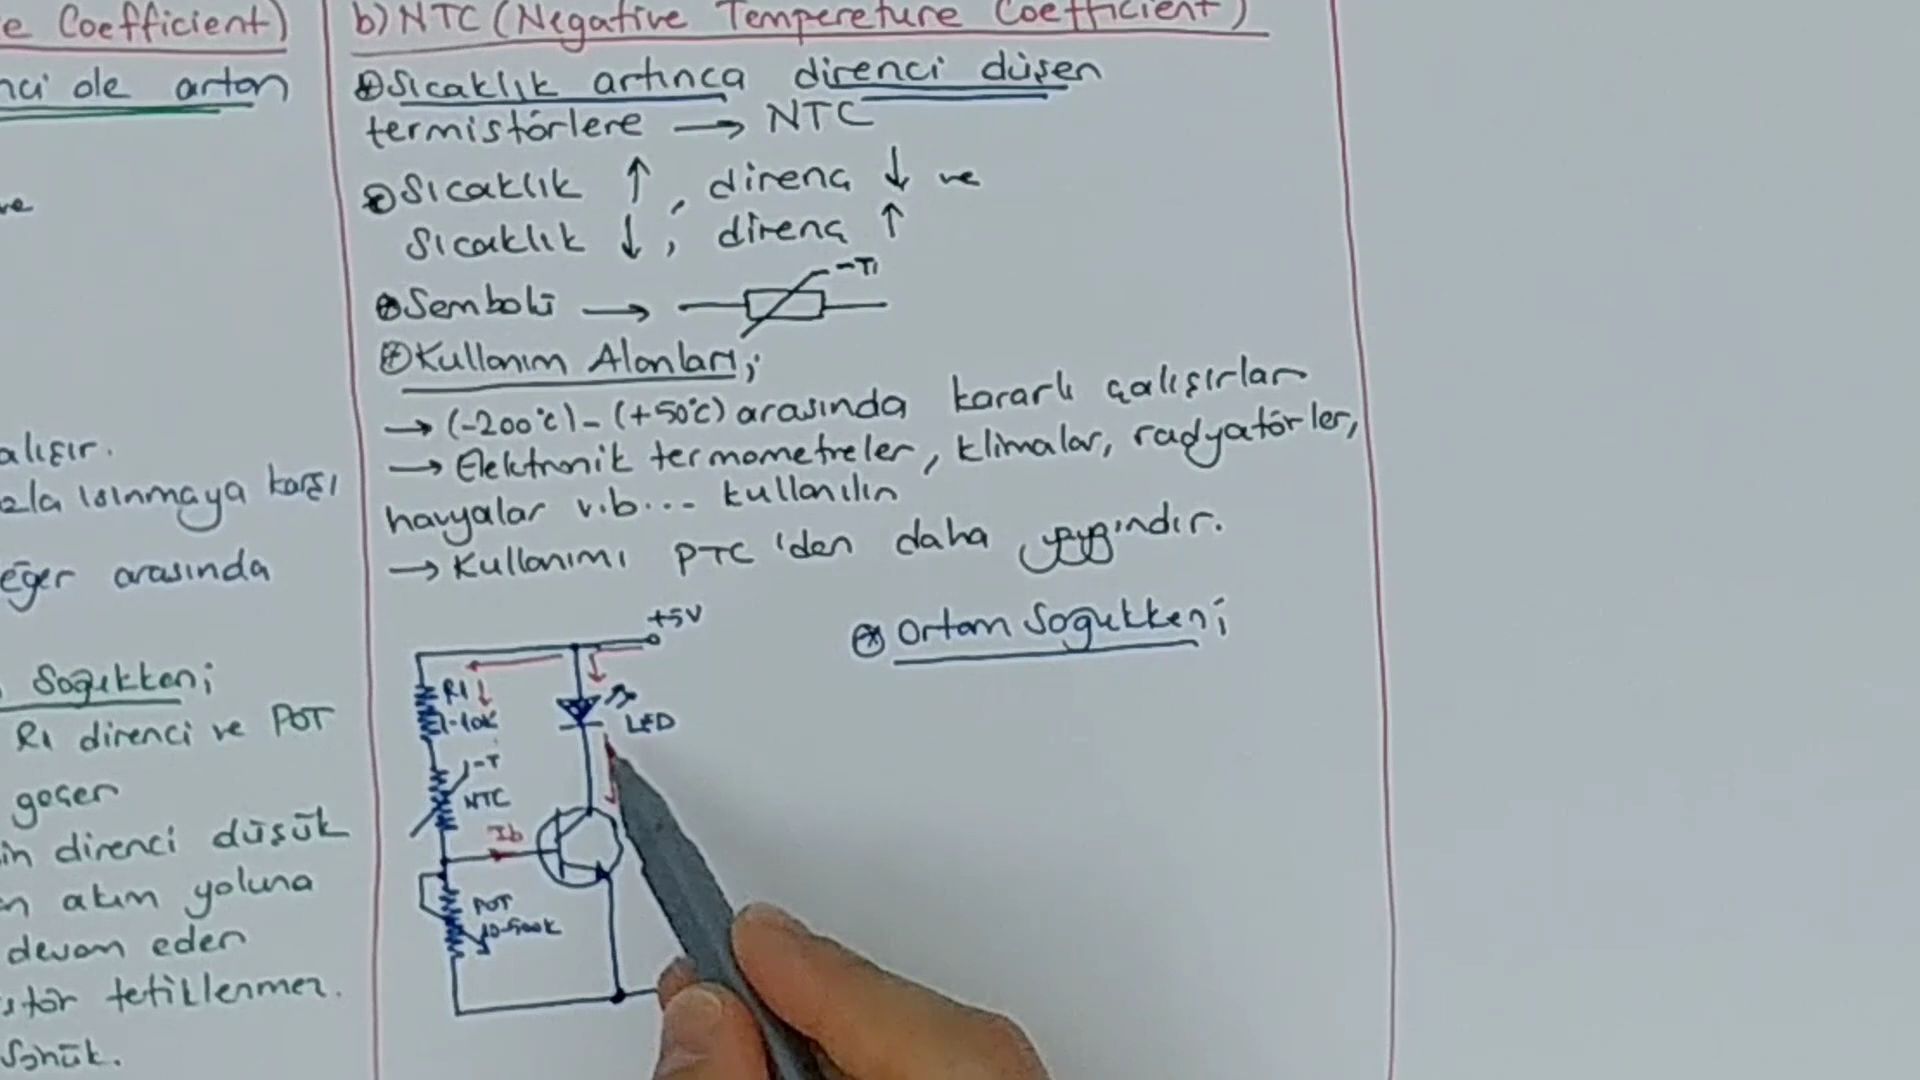 e Coefficient)
nci de artan
ve
alışır.
ızla ısınmaya karşı
eğer arasında
Soğukken;
R1 direnci ve POT
geçer
in direnci düşük
n akım yoluna
devam eden
stör tetiklenmez.
Sönük.
b) NTC (Negative Tempereture Coefficient)
⊕Sıcaklık artınca direnci düşen
termistörlere → NTC
⊕Sıcaklık ↑, direnç ↓ ve
Sıcaklık ↓, direnç ↑
⊕Sembolü → -T
⊕Kullanım Alanları;
→ (-200°C) - (+50°C) arasında kararlı çalışırlar
→ Elektronik termometreler, klimalar, radyatörler,
havyalar v.b... kullanılır
→ Kullanımı PTC 'den daha yaygındır.
+5V
R1
1-10K
LED
-T
NTC
Ib
POT
10-500K
⊕ Ortam Soğukken;